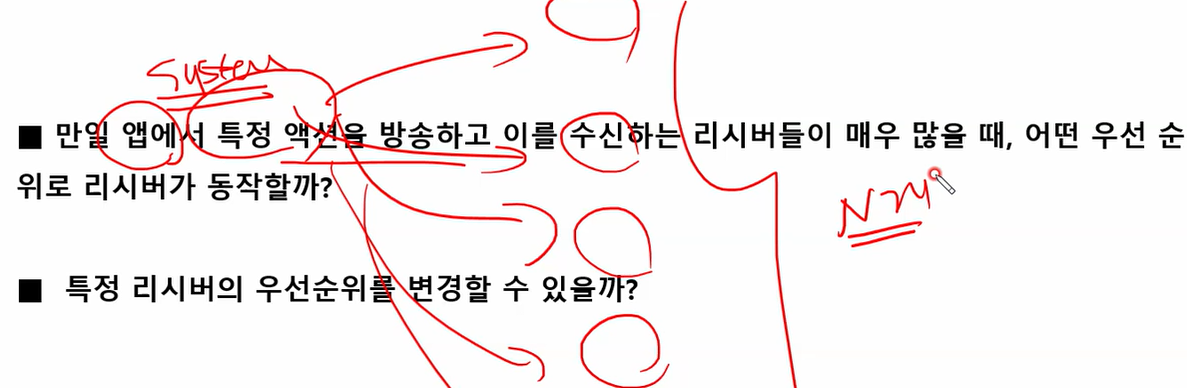 System
■ 만일 앱에서 특정 액션을 방송하고 이를 수신하는 리시버들이 매우 많을 때, 어떤 우선 순
위로 리시버가 동작할까?
N개
■ 특정 리시버의 우선순위를 변경할 수 있을까?